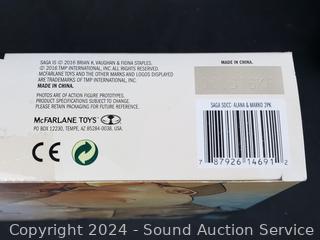 SAGA IS © 2016 BRIAN K. VAUGHAN & FIONA STAPLES.
© 2016 TMP INTERNATIONAL, INC. ALL RIGHTS RESERVED.
MCFARLANE TOYS AND THE OTHER MARKS AND LOGOS DISPLAYED
ARE TRADEMARKS OF TMP INTERNATIONAL, INC.
MADE IN CHINA.
PHOTOS ARE OF ACTION FIGURE PROTOTYPES.
PRODUCT SPECIFICATIONS SUBJECT TO CHANGE.
PLEASE RETAIN PACKAGING FOR REFERENCE.
McFARLANE TOYS
PO BOX 12230, TEMPE, AZ 85284-0038. USA.
CE
MADE IN CHINA.
SAGA SDCC: ALANA & MARKO 2PK.
7 87926 14691 2
Copyright 2024 - Sound Auction Service